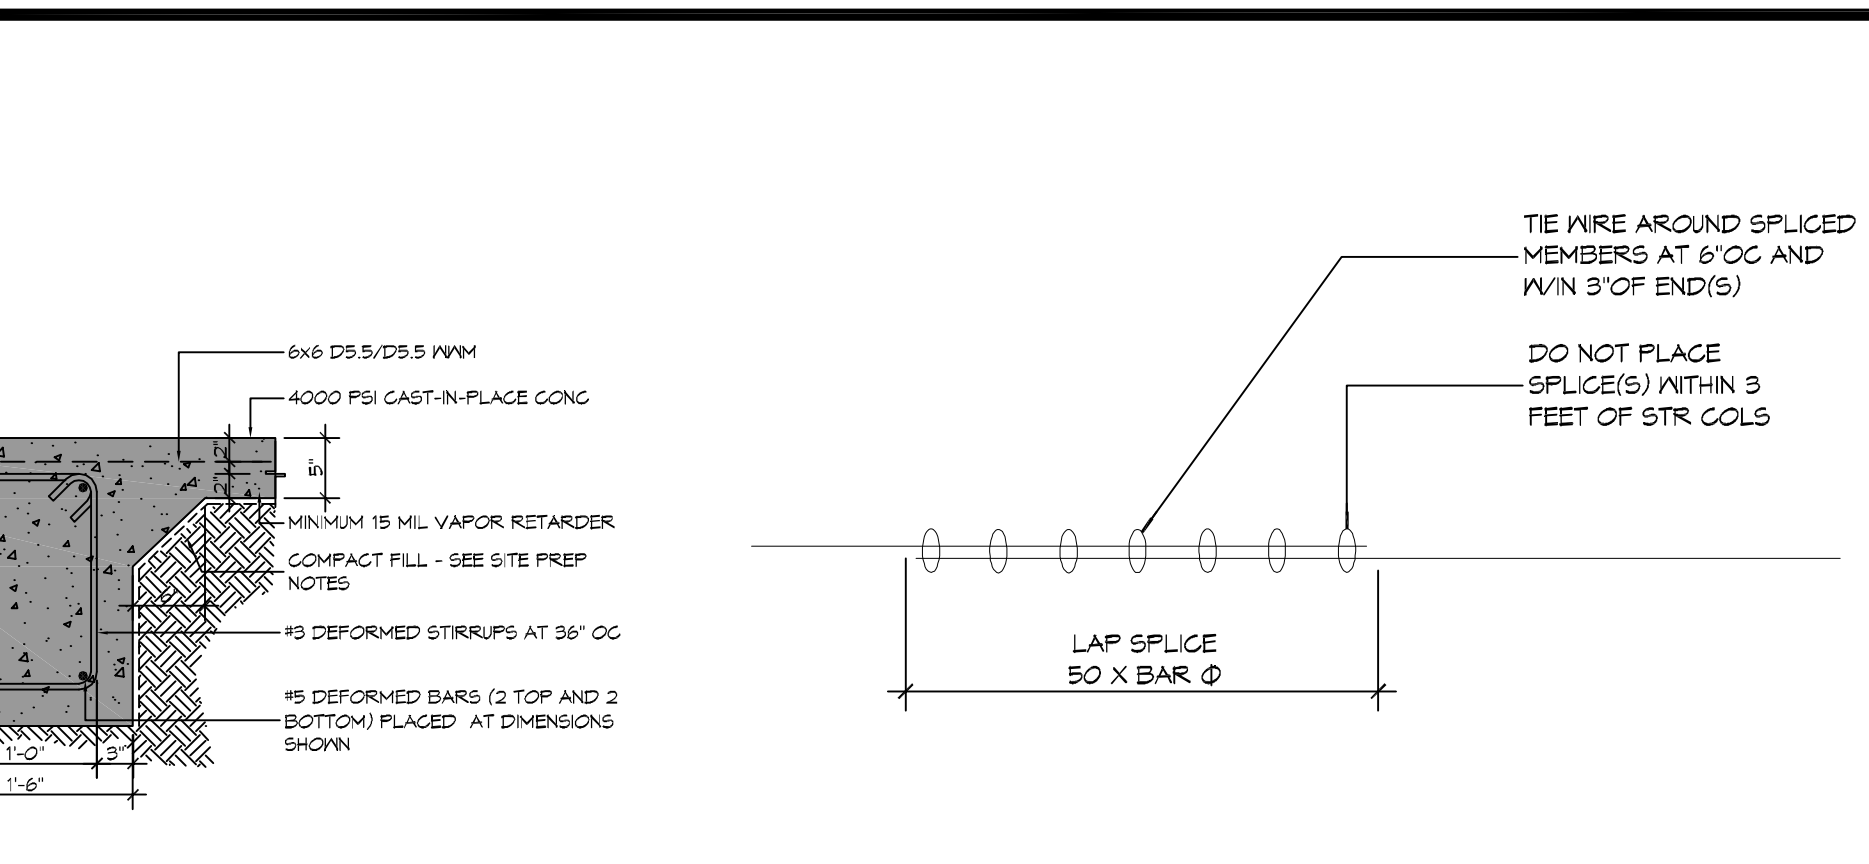 TIE WIRE AROUND SPLICED
MEMBERS AT 6"OC AND
W/IN 3"OF END(S)
DO NOT PLACE
SPLICE(S) WITHIN 3
FEET OF STR COLS
6x6 D5.5/D5.5 WWM
4000 PSI CAST-IN-PLACE CONC
2"
5"
2"
MINIMUM 15 MIL VAPOR RETARDER
COMPACT FILL - SEE SITE PREP
NOTES
6"
#3 DEFORMED STIRRUPS AT 36" OC
#5 DEFORMED BARS (2 TOP AND 2
BOTTOM) PLACED AT DIMENSIONS
SHOWN
1'-0"
3"
1'-6"
LAP SPLICE
50 X BAR Φ